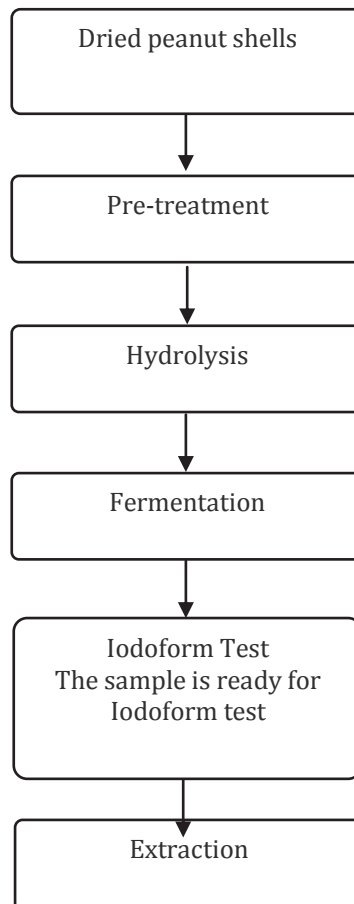 Dried peanut shells
Pre-treatment
Hydrolysis
Fermentation
Iodoform Test
The sample is ready for
Iodoform test
Extraction